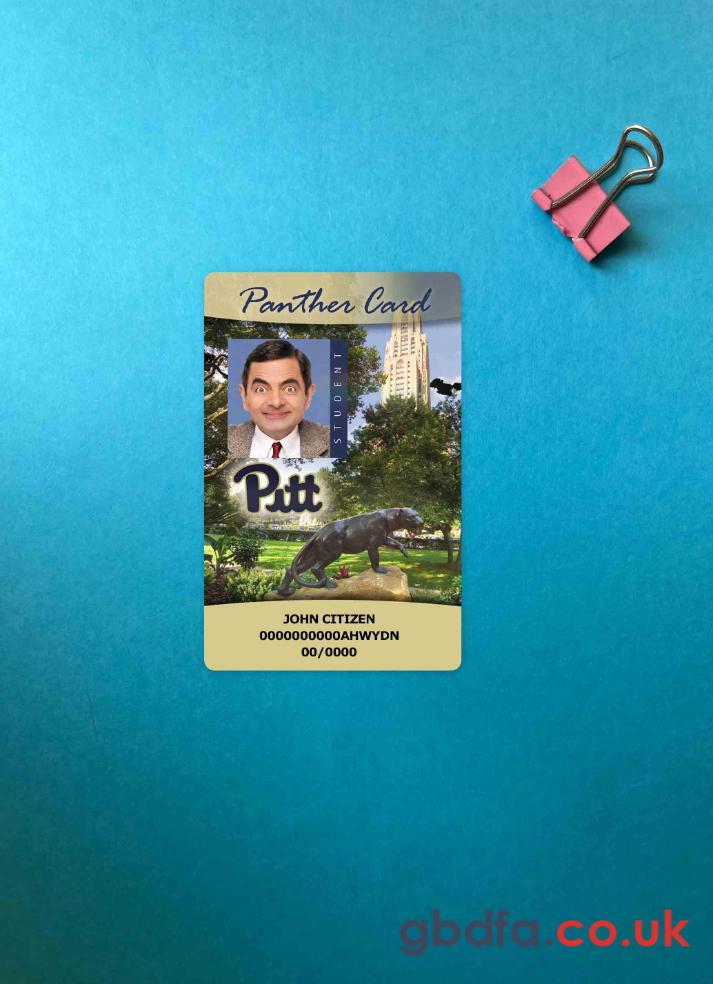 Panther Card
STUDENT
Pitt
JOHN CITIZEN
0000000000AHWYDN
00/0000
gbdfa.co.uk